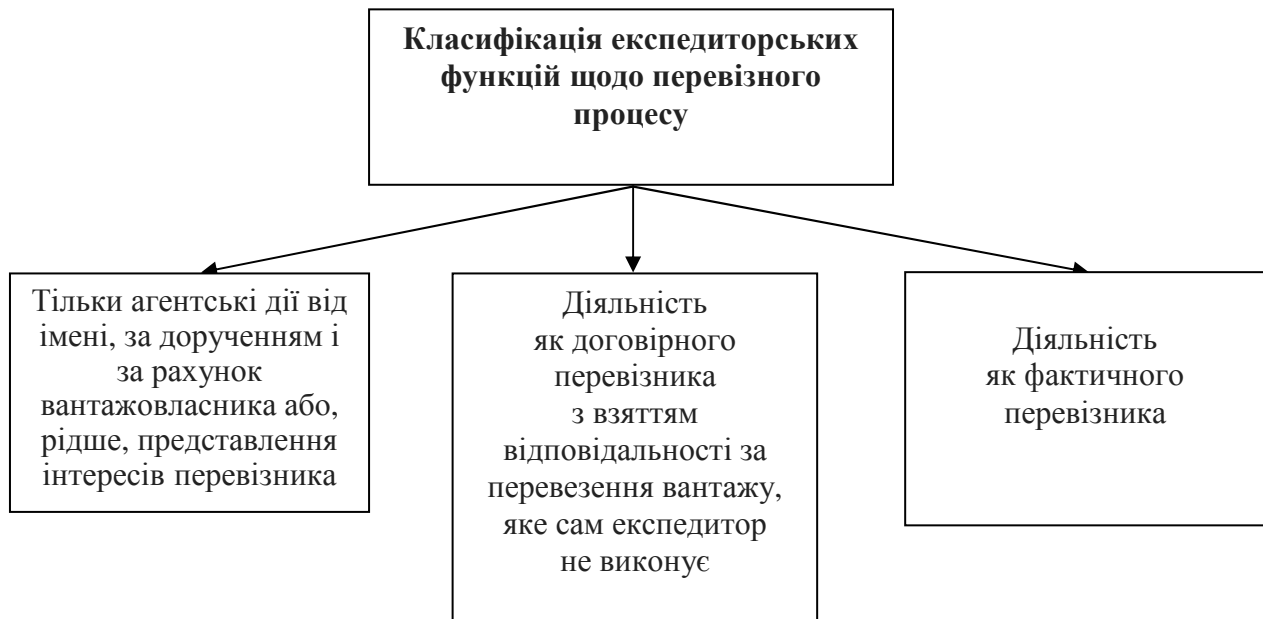 Класифікація експедиторських
функцій щодо перевізного
процесу
Тільки агентські дії від
імені, за дорученням і
за рахунок
вантажовласника або,
рідше, представлення
інтересів перевізника
Діяльність
як договірного
перевізника
з взяттям
відповідальності за
перевезення вантажу,
яке сам експедитор
не виконує
Діяльність
як фактичного
перевізника